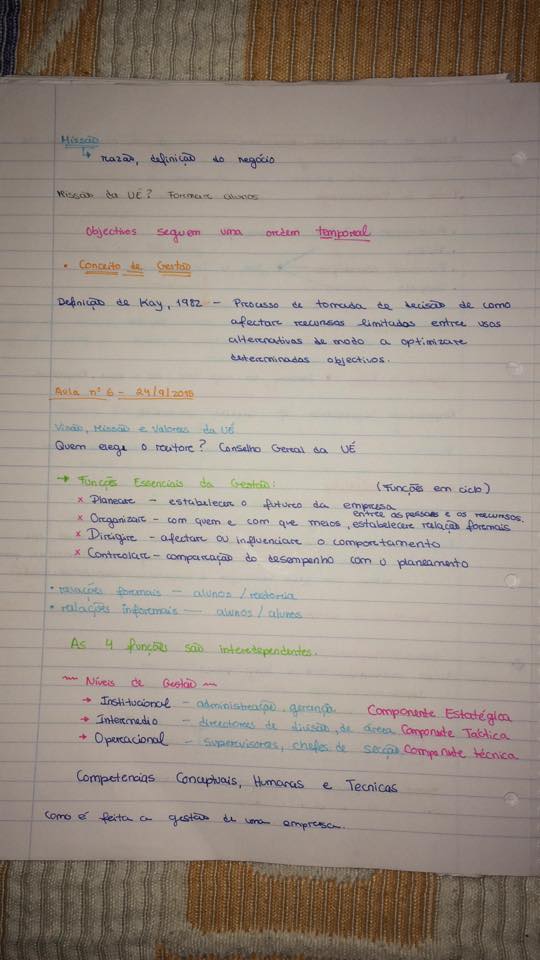 Missão
↳ razão, definição do negócio
Missão da UÉ? Formar alunos
Objectivos seguem uma ordem temporal
• Conceito de Gestão
Definição de Kay, 1982 – Processo de tomada de decisão de como
afectar recursos limitados entre usos
alternativas de modo a optimizar
determinados objectivos.
Aula nº 6 – 24/9/2015
Visão, Missão e Valores da UÉ
Quem elege o reitor? Conselho Geral da UÉ
→ Funções Essenciais da Gestão: (Funções em ciclo)
x Planear – estabelecer o futuro da empresa
entre as pessoas e os recursos.
x Organizar – com quem e com que meios, estabelecer relação formais
x Dirigir – afectar ou influenciar o comportamento
x Controlar – comparação do desempenho com o planeamento
• relações formais – alunos/reitoria
• relações informais — alunos/alunos
As 4 funções são interdependentes.
~ Níveis de Gestão ~
→ Institucional – administração, gerança Componente Estratégica
→ Intermedio – directores de divisão, de área Componente Táctica
→ Operacional – supervisores, chefes de secção Componente técnica
Competencias Conceptuais, Humanas e Tecnicas
Como é feita a gestão de uma empresa.